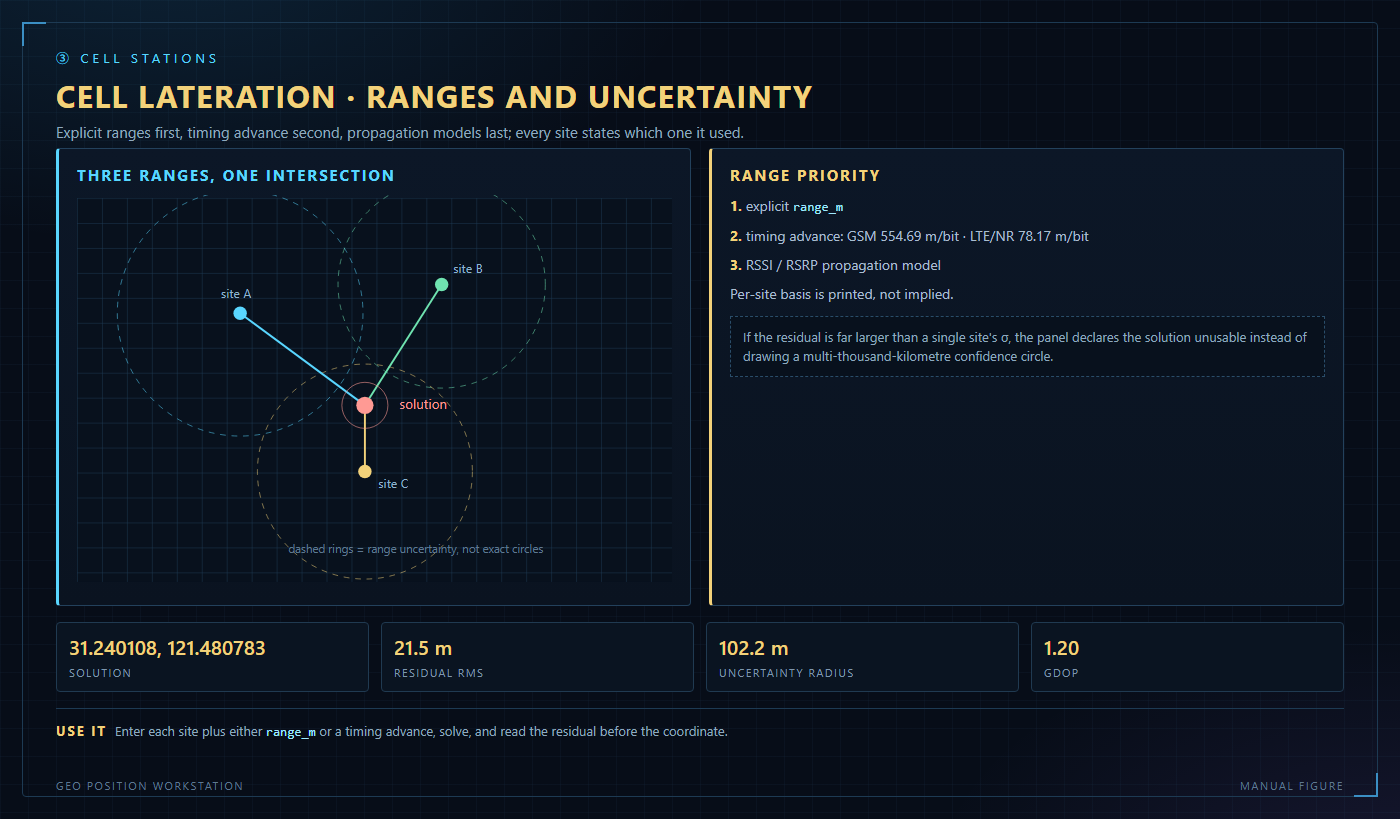 ③ CELL STATIONS
CELL LATERATION · RANGES AND UNCERTAINTY
Explicit ranges first, timing advance second, propagation models last; every site states which one it used.
THREE RANGES, ONE INTERSECTION
site A
site B
solution
site C
dashed rings = range uncertainty, not exact circles
RANGE PRIORITY
1. explicit range_m
2. timing advance: GSM 554.69 m/bit · LTE/NR 78.17 m/bit
3. RSSI / RSRP propagation model
Per-site basis is printed, not implied.
If the residual is far larger than a single site's σ, the panel declares the solution unusable instead of
drawing a multi-thousand-kilometre confidence circle.
31.240108, 121.480783
SOLUTION
21.5 m
RESIDUAL RMS
102.2 m
UNCERTAINTY RADIUS
1.20
GDOP
USE IT Enter each site plus either range_m or a timing advance, solve, and read the residual before the coordinate.
GEO POSITION WORKSTATION
MANUAL FIGURE